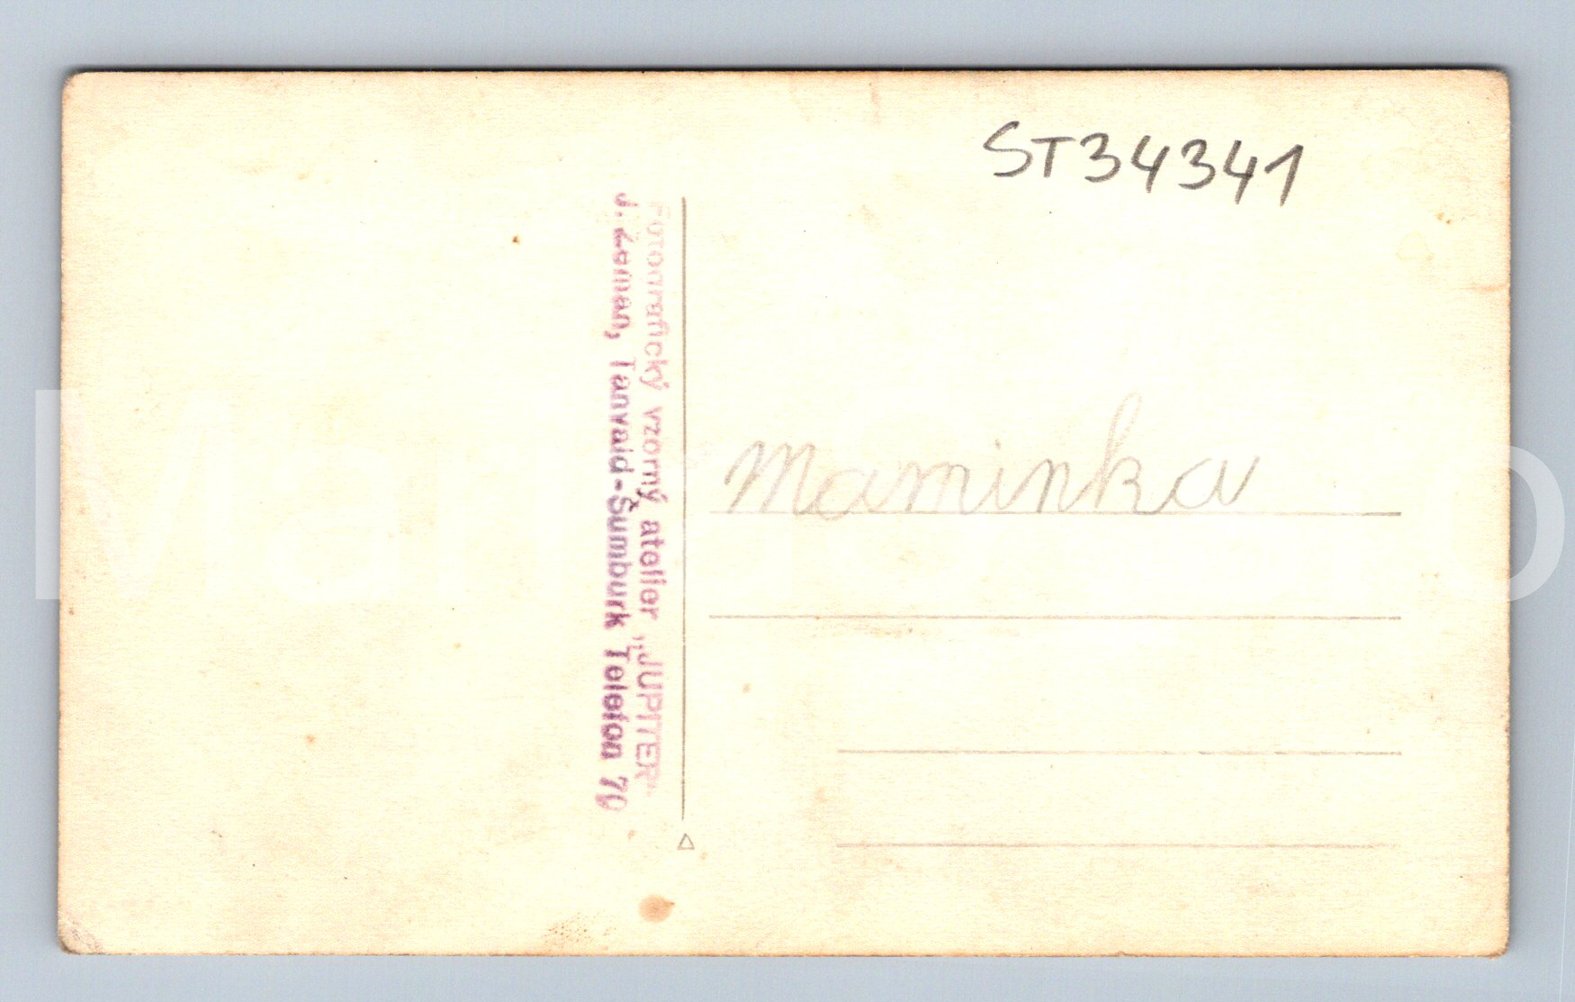 ST34341
Fotografický vzorný atelier „JUPITER"
J. Zeman, Tanvald-Šumburk Telefon 70
Maminka